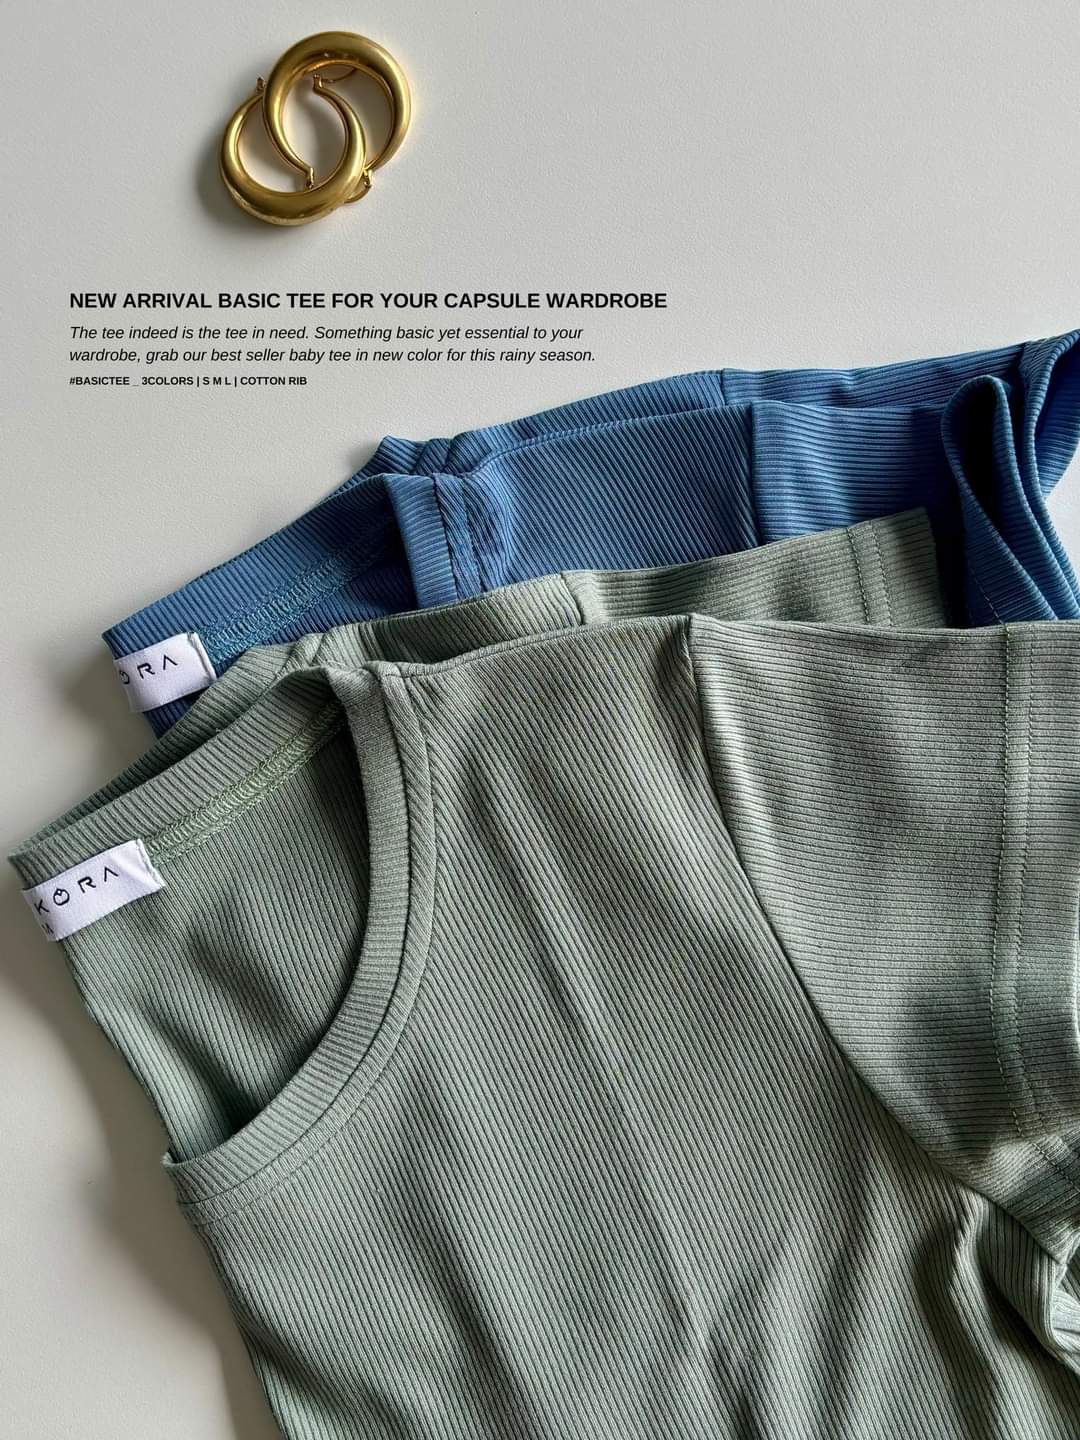 NEW ARRIVAL BASIC TEE FOR YOUR CAPSULE WARDROBE
The tee indeed is the tee in need. Something basic yet essential to your
wardrobe, grab our best seller baby tee in new color for this rainy season.
#BASICTEE _ 3COLORS | S M L | COTTON RIB
ORA
KORA
M